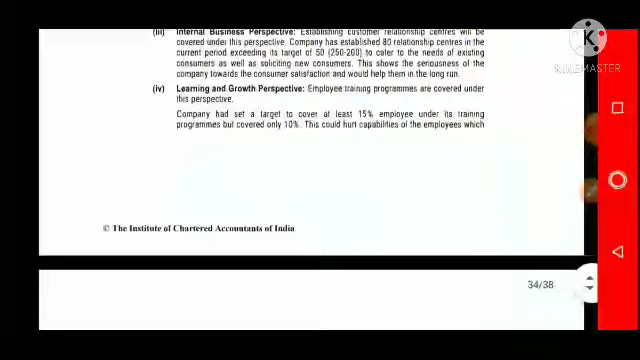 (iii) Internal Business Perspective: Establishing customer relationship centres will be
covered under this perspective. Company has established 80 relationship centres in the
current period exceeding its target of 50 (250-200) to cater to the needs of existing
consumers as well as soliciting new consumers. This shows the seriousness of the
company towards the consumer satisfaction and would help them in the long run.
(iv) Learning and Growth Perspective: Employee training programmes are covered under
this perspective.
Company had set a target to cover at least 15% employee under its training
programmes but covered only 10%. This could hurt capabilities of the employees which
© The Institute of Chartered Accountants of India
34/38
K
KINEMASTER